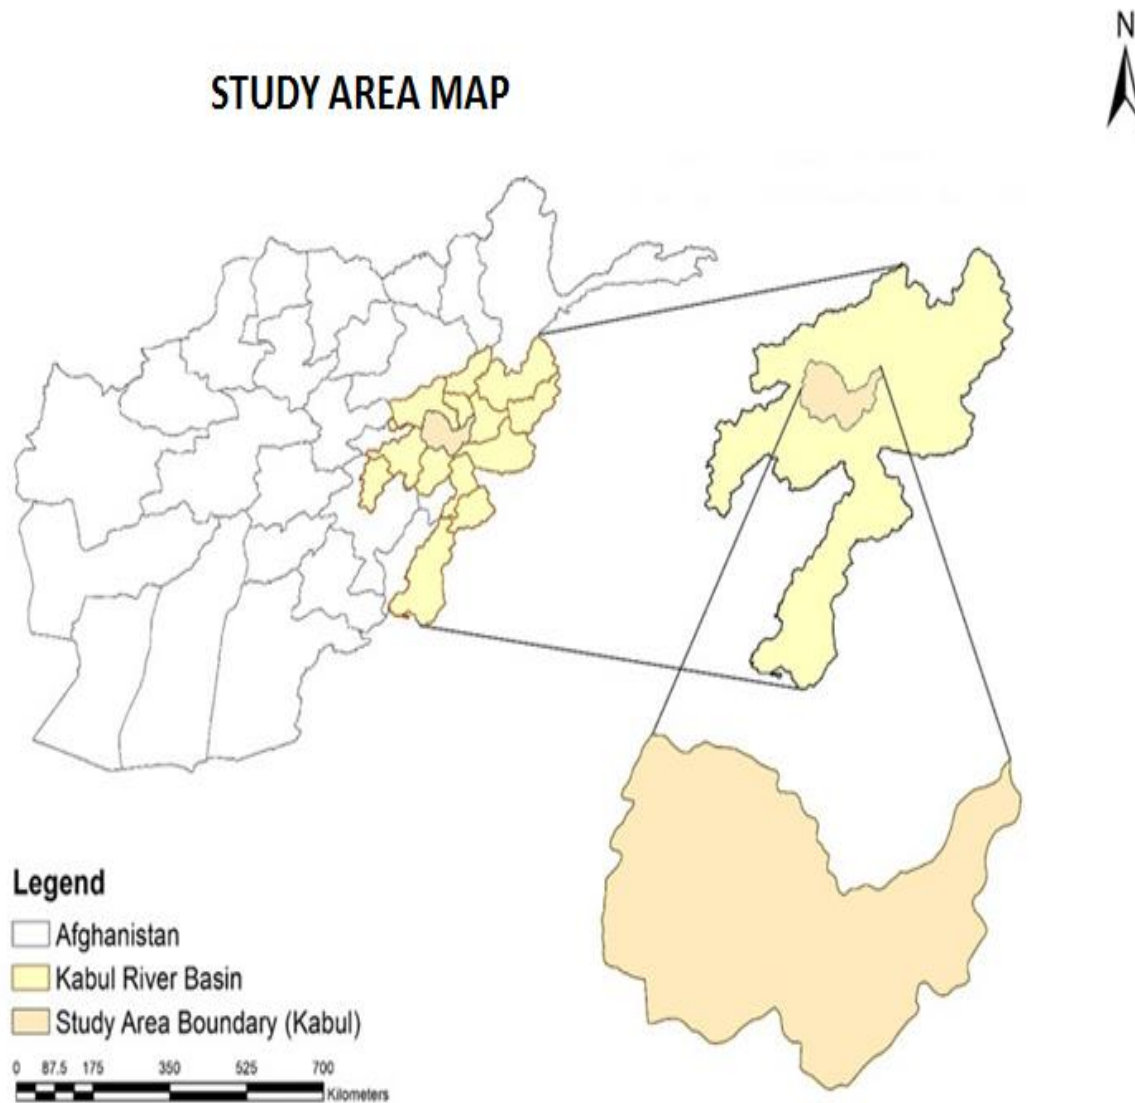 N
STUDY AREA MAP
Legend
Afghanistan
Kabul River Basin
Study Area Boundary (Kabul)
0 87.5 175 350 525 700
Kilometers